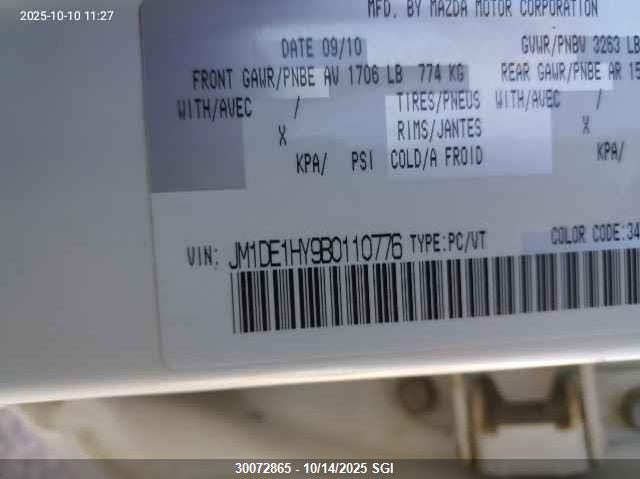 2025-10-10 11:27
MFD. BY MAZDA MOTOR CORPORATION
DATE 09/10 GVWR/PNBV 3263 LB
FRONT GAWR/PNBE AV 1706 LB 774 KG REAR GAWR/PNBE AR 15
WITH/AVEC / TIRES/PNEUS WITH/AVEC /
X RIMS/JANTES X
KPA/ PSI COLD/A FROID KPA/
VIN: JM1DE1HY9B0110776 TYPE:PC/VT COLOR CODE:34
30072865 - 10/14/2025 SGI